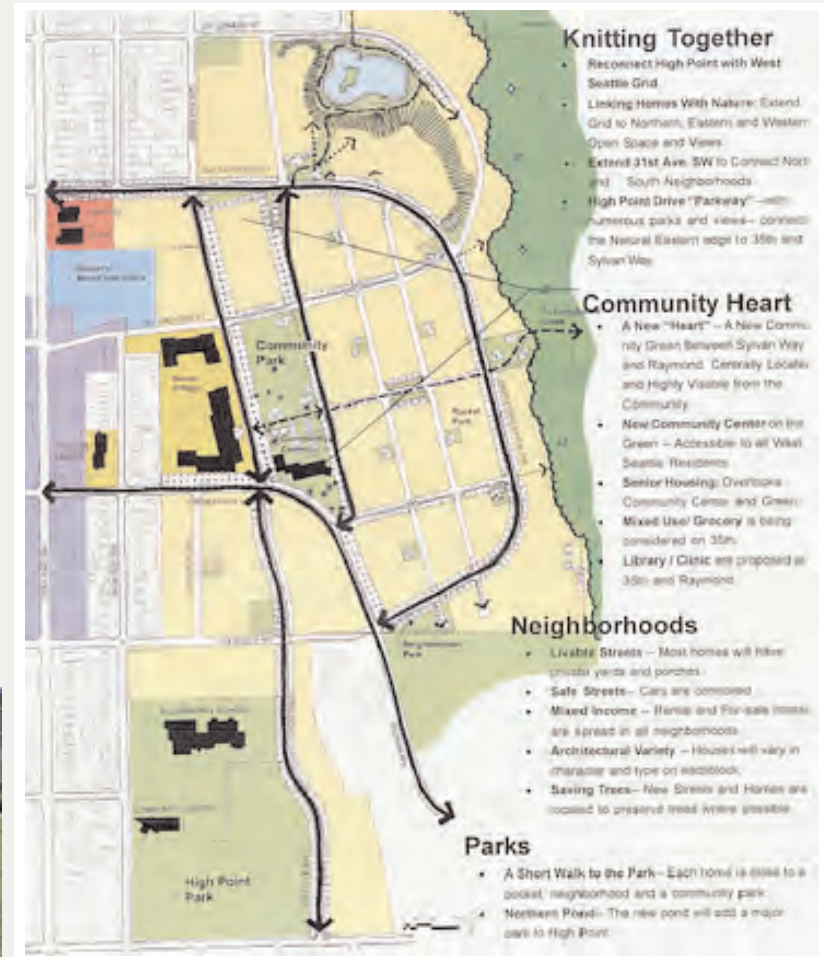 Knitting Together
• Reconnect High Point with West
Seattle Grid
• Linking Homes With Nature: Extend
Grid to Northern, Eastern and Western
Open Space and Views
• Extend 31st Ave. SW to Connect Nort
and South Neighborhoods
• High Point Drive "Parkway" –with
numerous parks and views– connects
the Natural Eastern edge to 35th and
Sylvan Way
Community Heart
• A New "Heart" – A New Commu
nity Green Between Sylvan Way
and Raymond. Centrally Locate
and Highly Visible from the
Community
• New Community Center on the
Green – Accessible to all West
Seattle Residents
• Senior Housing: Overlooks
Community Center and Green
• Mixed Use/ Grocery is being
considered on 35th
• Library / Clinic are proposed at
35th and Raymond
Neighborhoods
• Livable Streets – Most homes will have
private yards and porches
• Safe Streets– Cars are
• Mixed Income – Rental and For-sale homes
are spread in all neighborhoods
• Architectural Variety – Houses will vary in
character and type on each block
• Saving Trees– New Streets and Homes are
located to preserve trees where possible
Parks
• A Short Walk to the Park– Each home is close to a
pocket, neighborhood and a community park
• Northern Pond– The new pond will add a major
park to High Point
Community
Park
Pocket
Park
Neighborhood
Park
High Point
Park